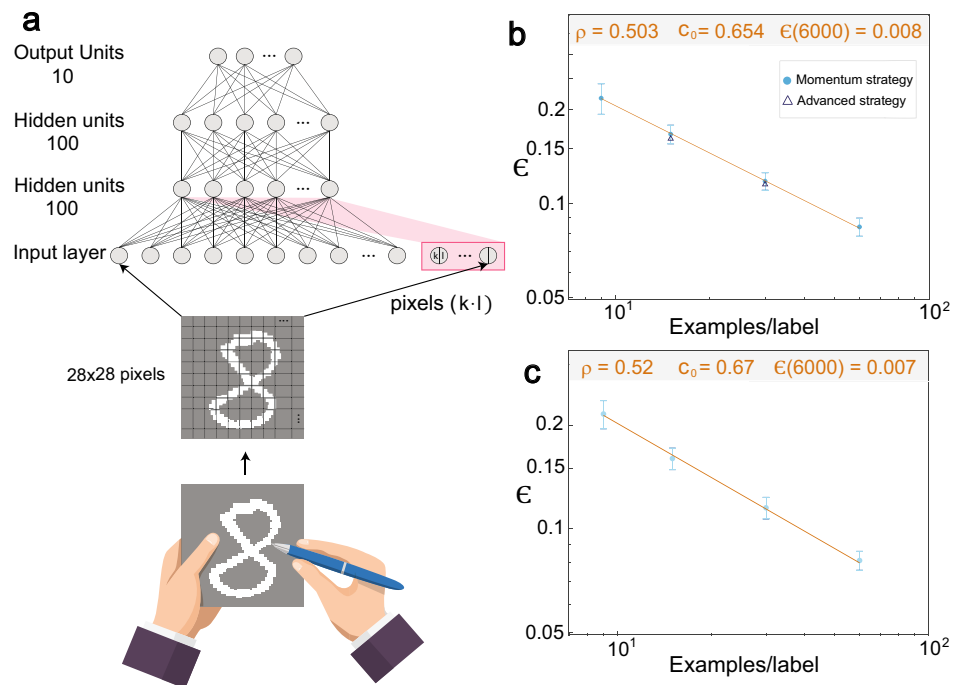 a
Output Units
10
Hidden units
100
Hidden units
100
Input layer
...
...
...
...
k l
...
pixels (k·l)
28x28 pixels
...
...
b
ρ = 0.503 c₀ = 0.654 ϵ(6000) = 0.008
Momentum strategy
Advanced strategy
0.2
0.15
0.1
0.05
ϵ
10¹
10²
Examples/label
c
ρ = 0.52 c₀ = 0.67 ϵ(6000) = 0.007
0.2
0.15
0.1
0.05
ϵ
10¹
10²
Examples/label